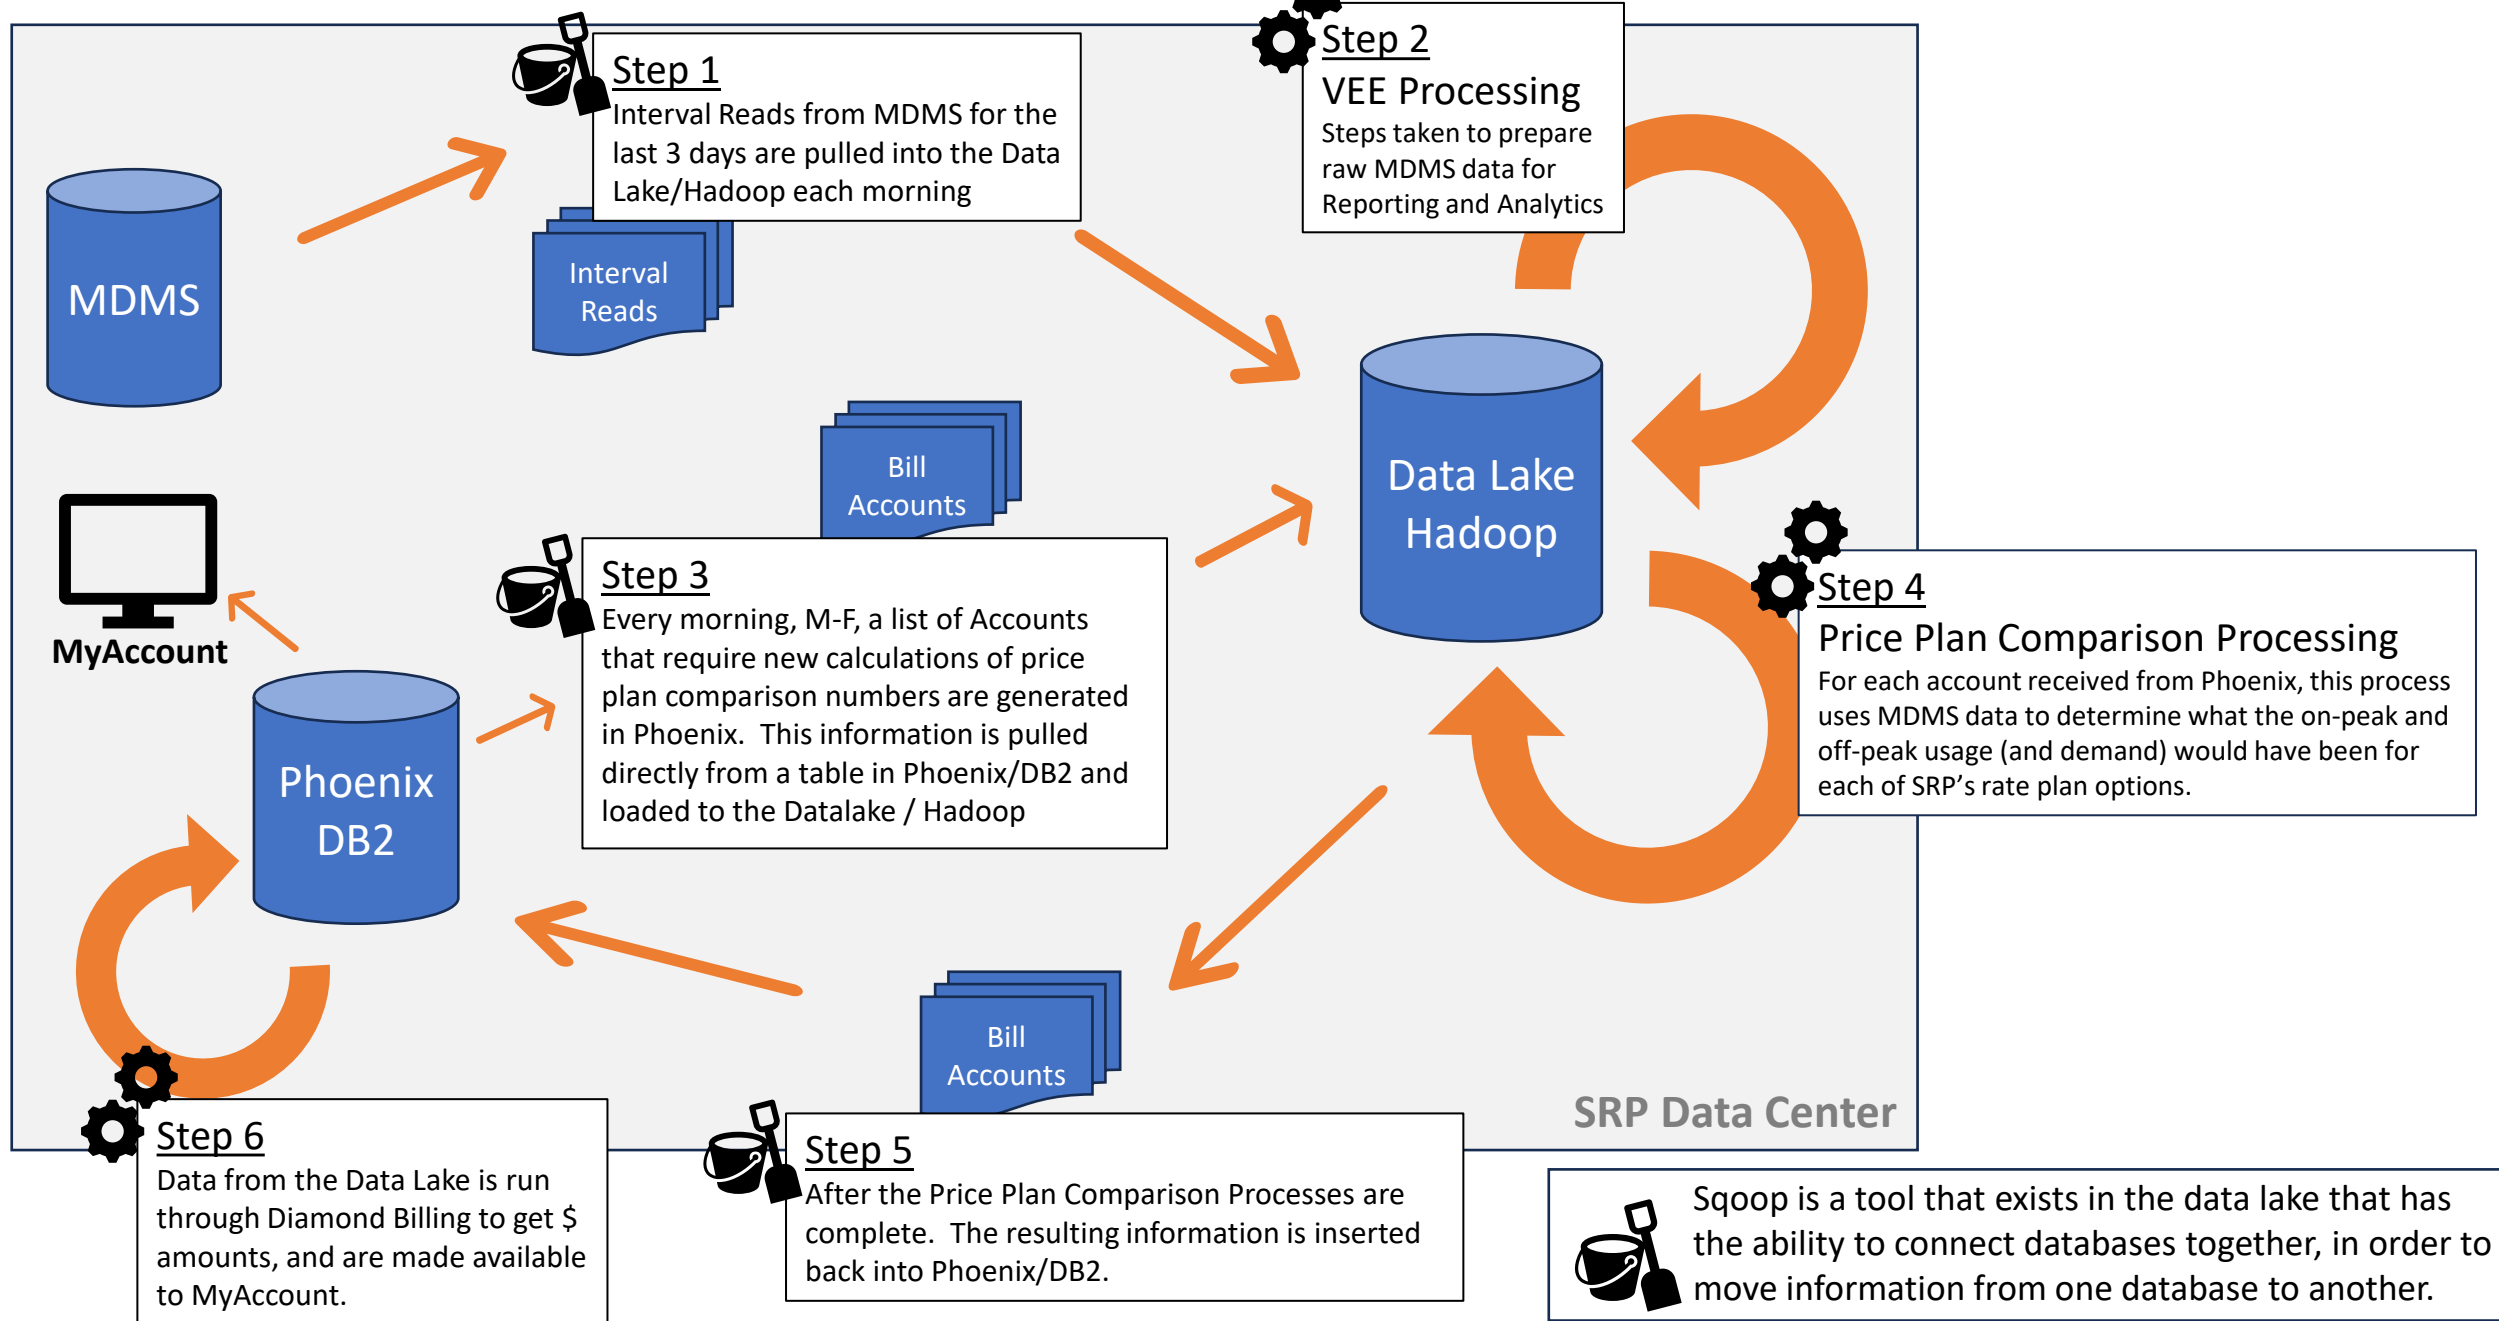 Step 1
Interval Reads from MDMS for the
last 3 days are pulled into the Data
Lake/Hadoop each morning
Step 2
VEE Processing
Steps taken to prepare
raw MDMS data for
Reporting and Analytics
MDMS
Interval
Reads
Bill
Accounts
Data Lake
Hadoop
MyAccount
Step 3
Every morning, M-F, a list of Accounts
that require new calculations of price
plan comparison numbers are generated
in Phoenix.  This information is pulled
directly from a table in Phoenix/DB2 and
loaded to the Datalake / Hadoop
Step 4
Price Plan Comparison Processing
For each account received from Phoenix, this process
uses MDMS data to determine what the on-peak and
off-peak usage (and demand) would have been for
each of SRP’s rate plan options.
Phoenix
DB2
Bill
Accounts
SRP Data Center
Step 6
Data from the Data Lake is run
through Diamond Billing to get $
amounts, and are made available
to MyAccount.
Step 5
After the Price Plan Comparison Processes are
complete.  The resulting information is inserted
back into Phoenix/DB2.
Sqoop is a tool that exists in the data lake that has
the ability to connect databases together, in order to
move information from one database to another.